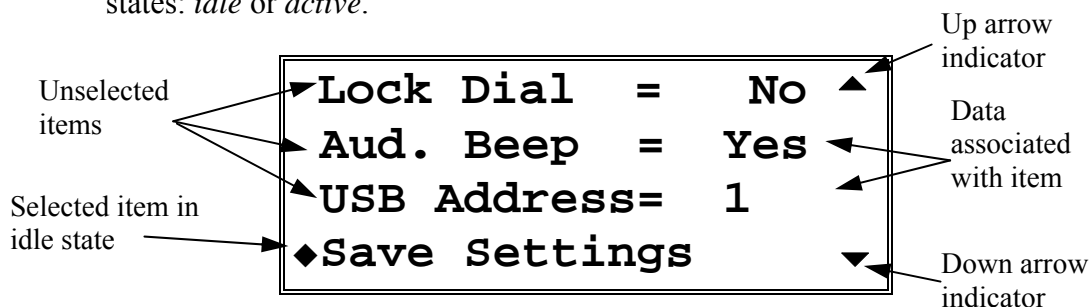 states: idle or active.
Up arrow
indicator
Unselected
items
Lock Dial = No ▲
Aud. Beep = Yes
USB Address= 1
◆Save Settings ▼
Data
associated
with item
Selected item in
idle state
Down arrow
indicator